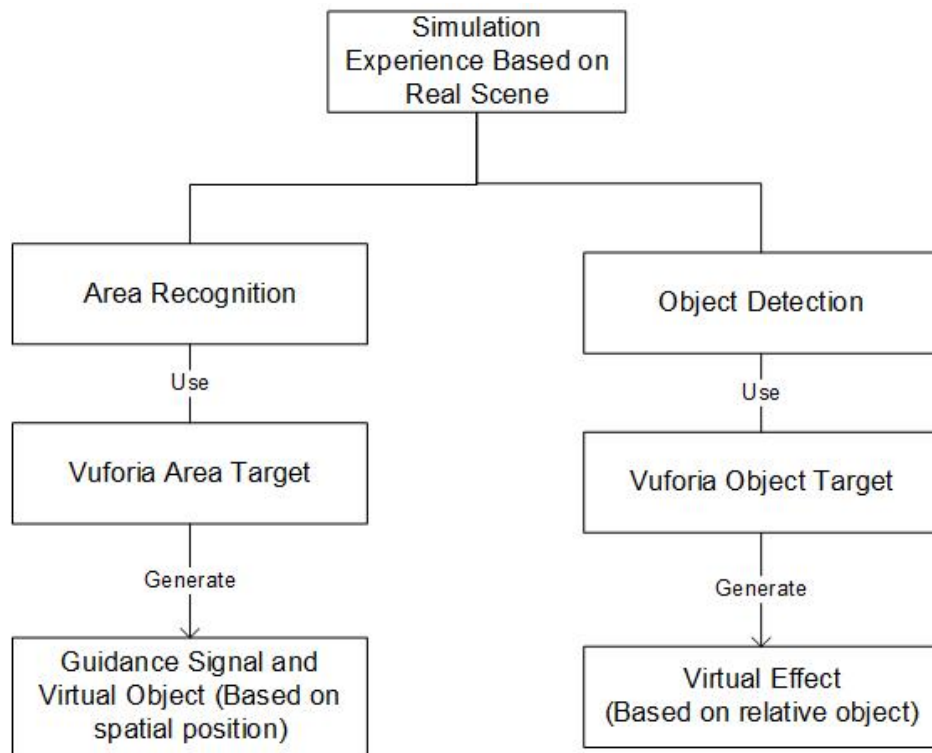 Simulation
Experience Based on
Real Scene
Area Recognition
Use
Vuforia Area Target
Generate
Guidance Signal and
Virtual Object (Based on
spatial position)
Object Detection
Use
Vuforia Object Target
Generate
Virtual Effect
(Based on relative object)